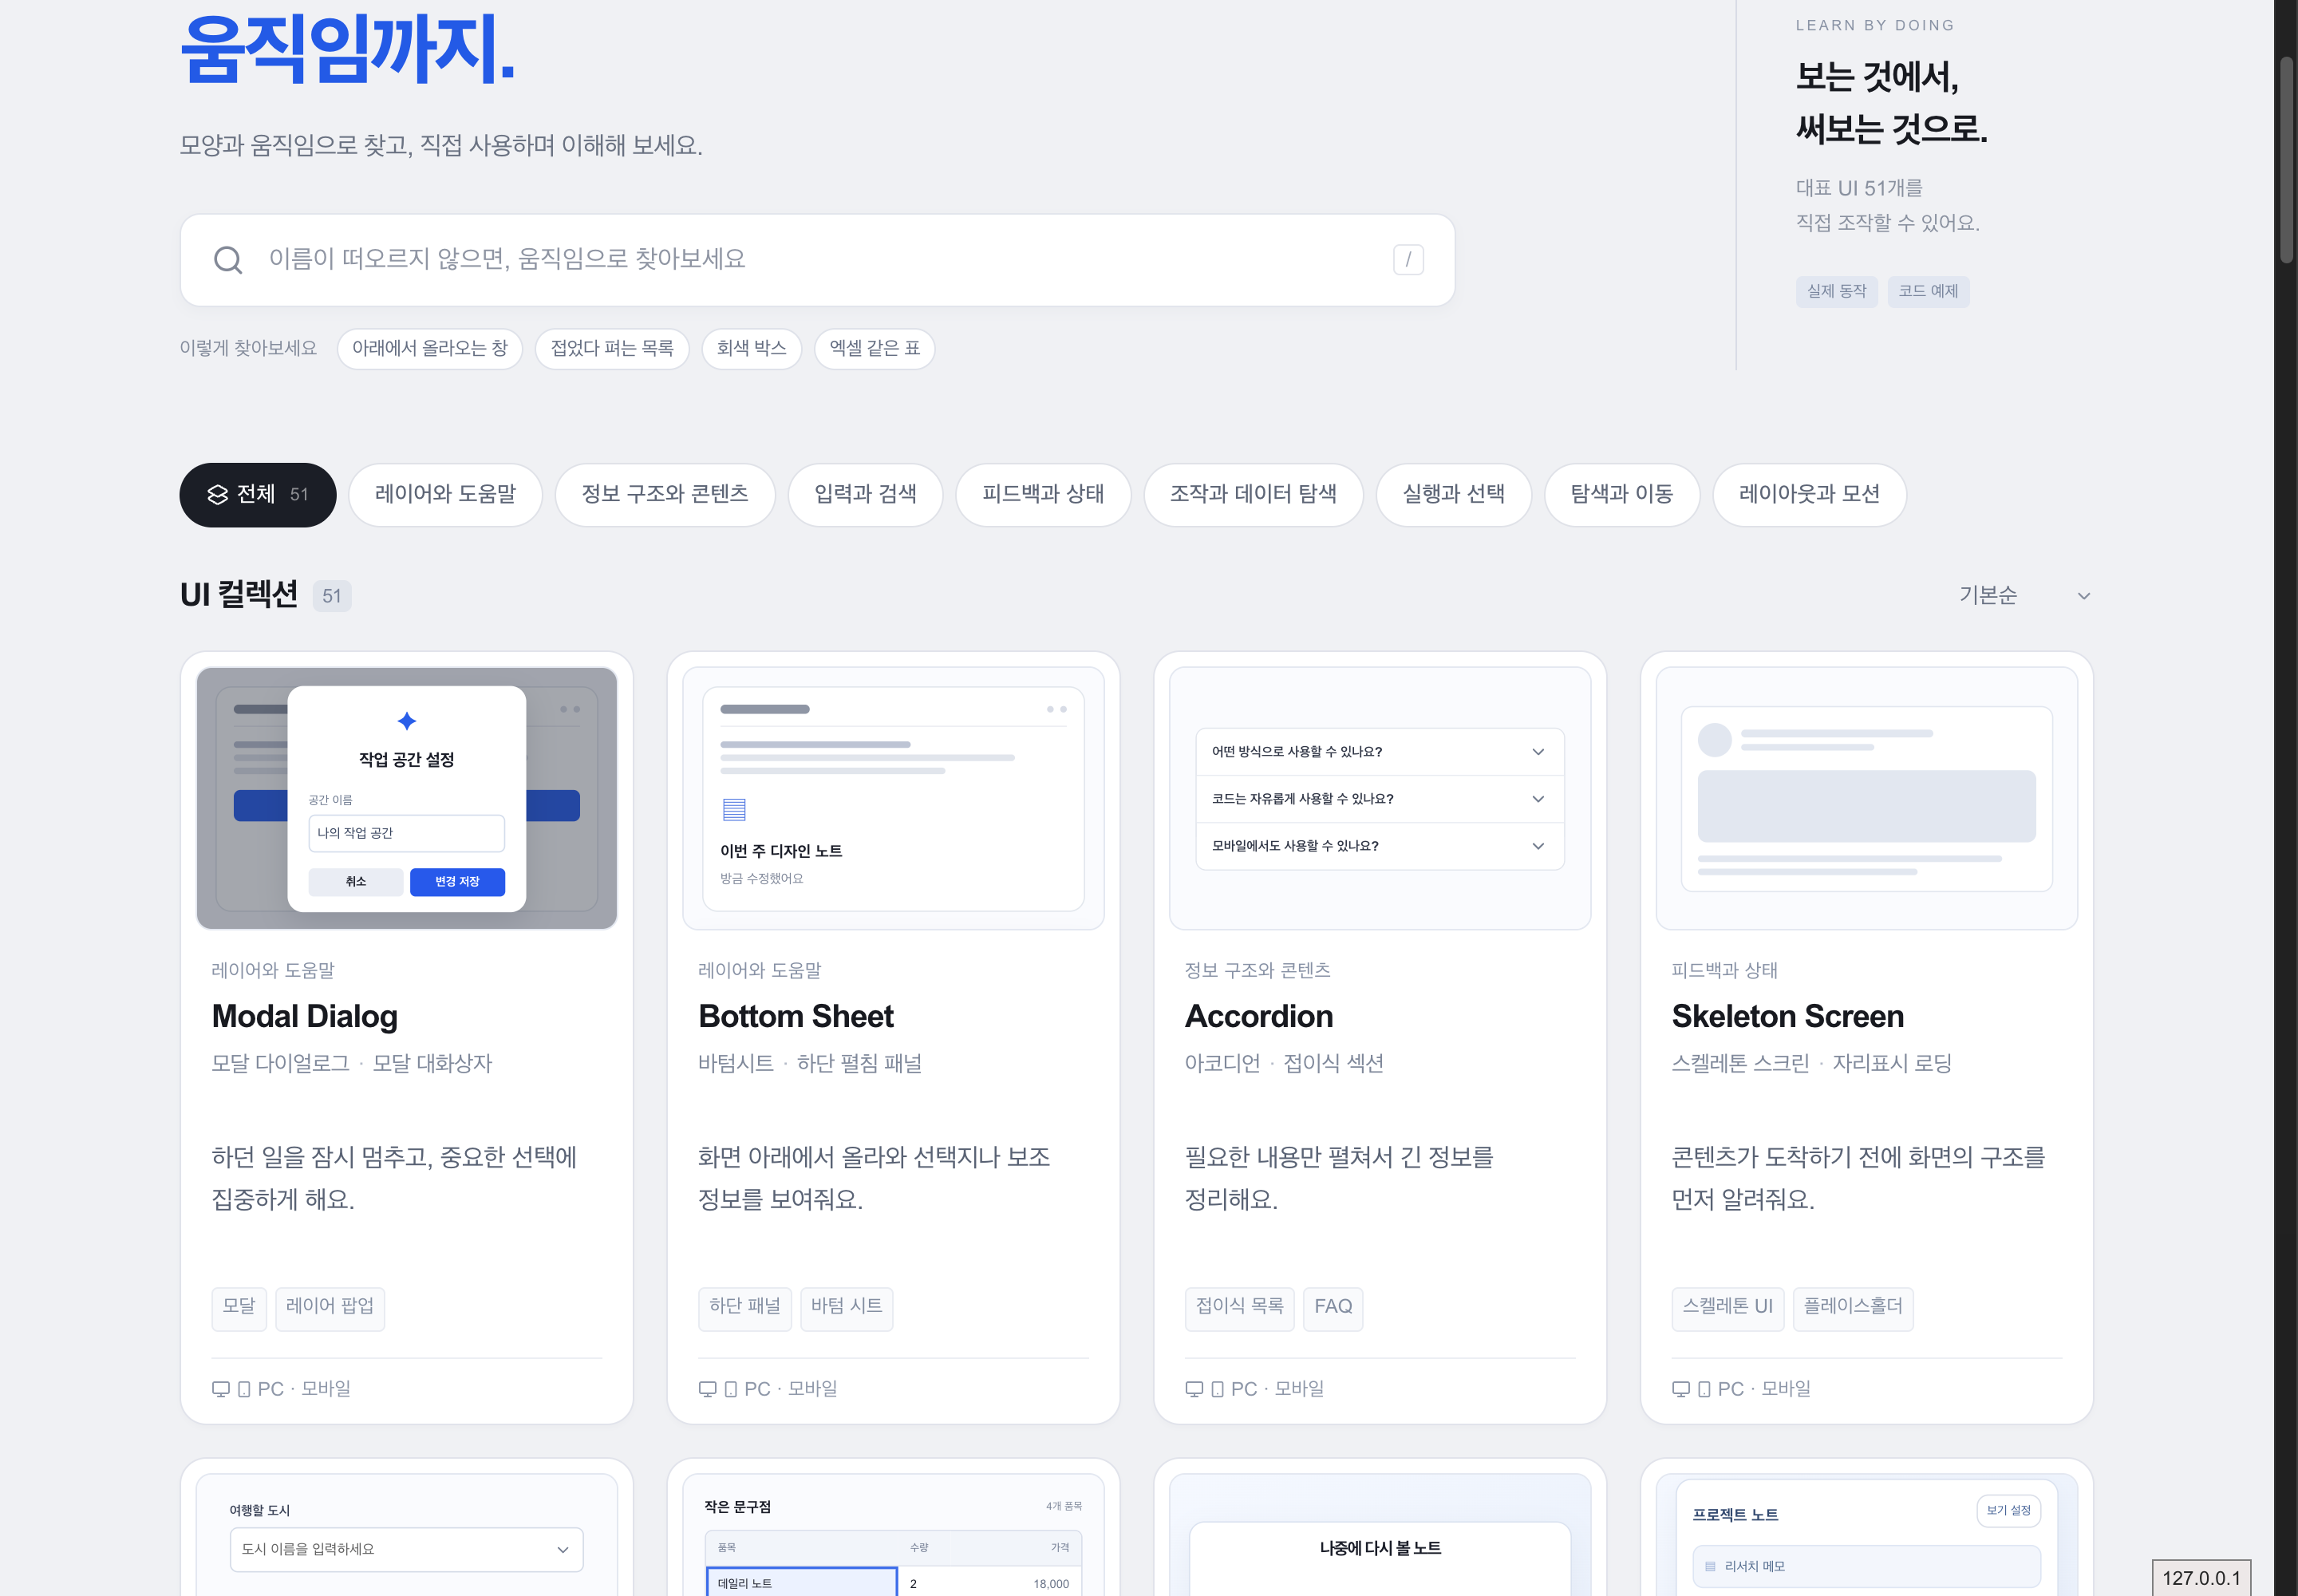 움직임까지.
모양과 움직임으로 찾고, 직접 사용하며 이해해 보세요.
이름이 떠오르지 않으면, 움직임으로 찾아보세요
/
이렇게 찾아보세요
아래에서 올라오는 창
접었다 펴는 목록
회색 박스
엑셀 같은 표
LEARN BY DOING
보는 것에서,
써보는 것으로.
대표 UI 51개를
직접 조작할 수 있어요.
실제 동작
코드 예제
전체 51
레이어와 도움말
정보 구조와 콘텐츠
입력과 검색
피드백과 상태
조작과 데이터 탐색
실행과 선택
탐색과 이동
레이아웃과 모션
UI 컬렉션 51
기본순
작업 공간 설정
공간 이름
나의 작업 공간
취소
변경 저장
레이어와 도움말
Modal Dialog
모달 다이얼로그 · 모달 대화상자
하던 일을 잠시 멈추고, 중요한 선택에
집중하게 해요.
모달
레이어 팝업
PC · 모바일
이번 주 디자인 노트
방금 수정했어요
레이어와 도움말
Bottom Sheet
바텀시트 · 하단 펼침 패널
화면 아래에서 올라와 선택지나 보조
정보를 보여줘요.
하단 패널
바텀 시트
PC · 모바일
어떤 방식으로 사용할 수 있나요?
코드는 자유롭게 사용할 수 있나요?
모바일에서도 사용할 수 있나요?
정보 구조와 콘텐츠
Accordion
아코디언 · 접이식 섹션
필요한 내용만 펼쳐서 긴 정보를
정리해요.
접이식 목록
FAQ
PC · 모바일
피드백과 상태
Skeleton Screen
스켈레톤 스크린 · 자리표시 로딩
콘텐츠가 도착하기 전에 화면의 구조를
먼저 알려줘요.
스켈레톤 UI
플레이스홀더
PC · 모바일
여행할 도시
도시 이름을 입력하세요
작은 문구점
4개 품목
품목 수량 가격
데일리 노트 2 18,000
나중에 다시 볼 노트
프로젝트 노트
보기 설정
리서치 메모
127.0.0.1